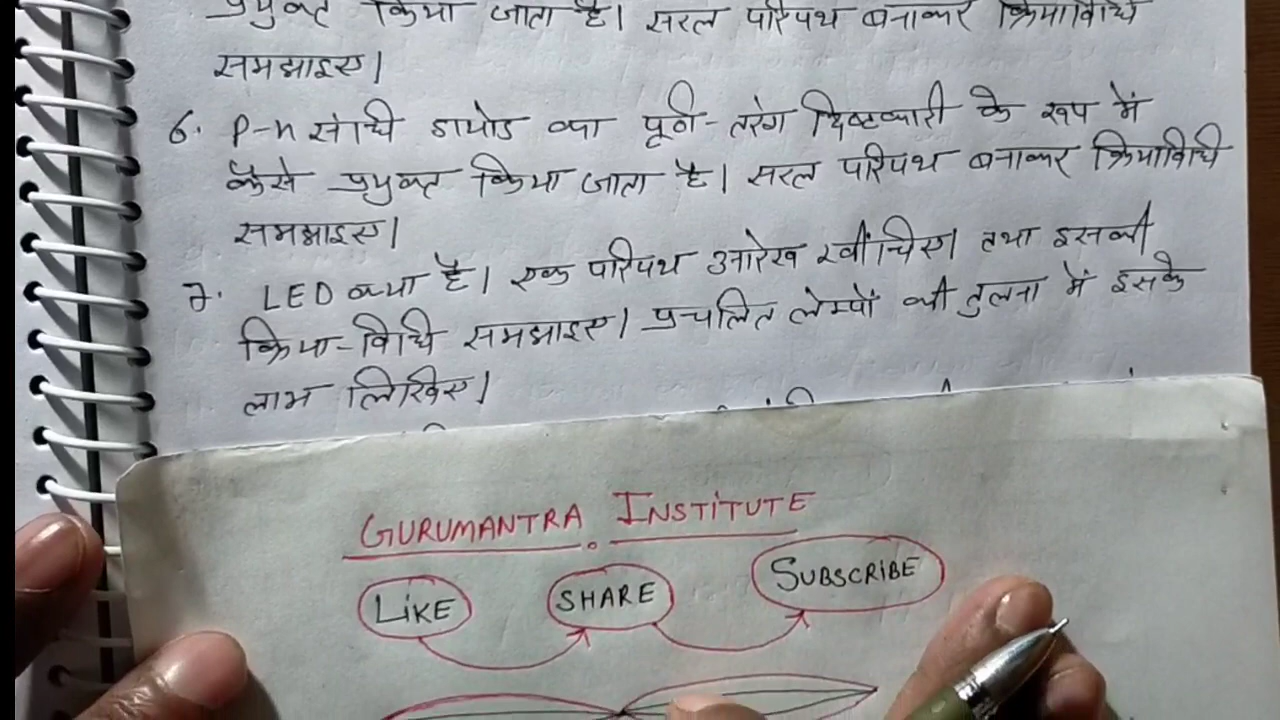 प्रयुक्त किया जाता है। सरल परिपथ बनाकर क्रियाविधि
समझाइए।
6. P-n संधि डायोड का पूर्ण-तरंग दिष्टकारी के रूप में
कैसे प्रयुक्त किया जाता है। सरल परिपथ बनाकर क्रियाविधि
समझाइए।
7. LED क्या है। एक परिपथ आरेख खींचिए। तथा इसकी
क्रिया-विधि समझाइए। प्रचलित लेम्पों की तुलना में इसके
लाभ लिखिए।
GURUMANTRA INSTITUTE
LiKE SHARE SUBSCRIBE